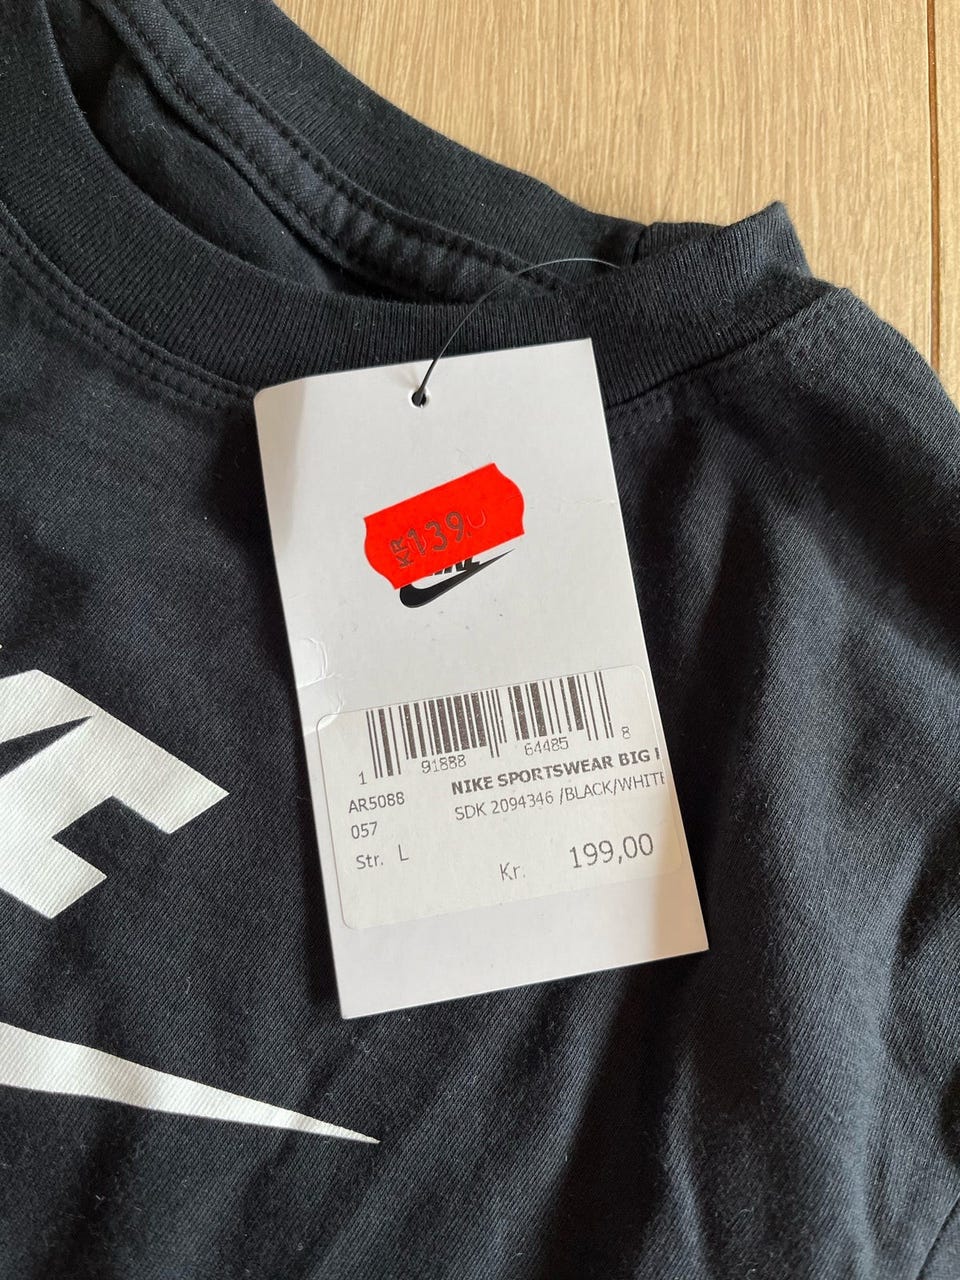 KR 139,0
1 91888 64485 8
AR5088
057
Str. L
NIKE SPORTSWEAR BIG
SDK 2094346 /BLACK/WHITE
Kr. 199,00